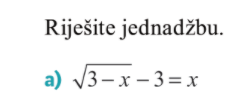 Riješite jednadžbu.
a) √(3−x) − 3 = x